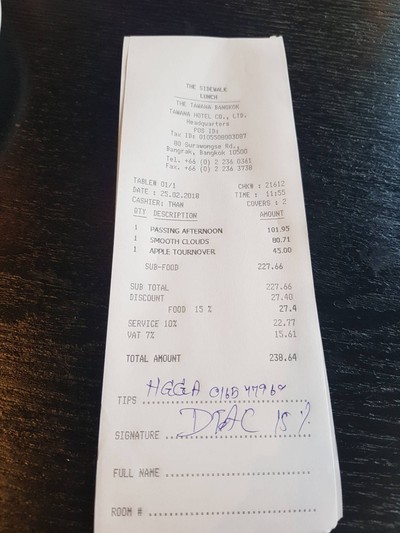 THE SIDEWALK
LUNCH
THE TAWANA BANGKOK
TAWANA HOTEL CO., LTD.
Headquarters
POS ID:
Tax ID: 0105508003087
80 Surawongse Rd.,
Bangrak, Bangkok 10500
Tel. +66 (0) 2 236 0361
Fax. +66 (0) 2 236 3738
TABLE# 01/1 CHK# : 21612
DATE : 25.02.2018 TIME : 11:55
CASHIER: THAN COVERS : 2
QTY DESCRIPTION AMOUNT
1 PASSING AFTERNOON 101.95
1 SMOOTH CLOUDS 80.71
1 APPLE TOURNOVER 45.00
SUB-FOOD 227.66
SUB TOTAL 227.66
DISCOUNT 27.40
FOOD 15 % 27.4
SERVICE 10% 22.77
VAT 7% 15.61
TOTAL AMOUNT 238.64
TIPS
SIGNATURE DTAC 15 %
FULL NAME
ROOM #